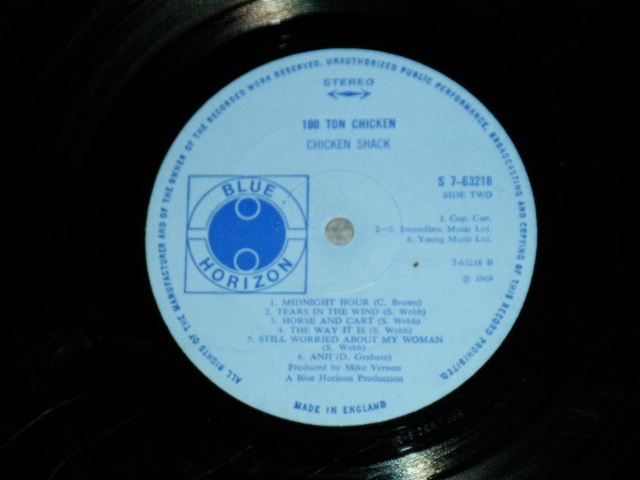 ALL RIGHTS OF THE MANUFACTURER AND OF THE OWNER OF THE RECORDED WORK RESERVED. UNAUTHORIZED PUBLIC PERFORMANCE, BROADCASTING AND COPYING OF THIS RECORD PROHIBITED.
STEREO
100 TON CHICKEN
CHICKEN SHACK
S 7-63218
SIDE TWO
BLUE
HORIZON
1. Cop. Con.
2—5. Immediate Music Ltd.
6. Young Music Ltd.
7-63218 B
℗ 1969
1. MIDNIGHT HOUR (C. Brown)
2. TEARS IN THE WIND (S. Webb)
3. HORSE AND CART (S. Webb)
4. THE WAY IT IS (S. Webb)
5. STILL WORRIED ABOUT MY WOMAN
(S. Webb)
6. ANJI (D. Graham)
Produced by Mike Vernon
A Blue Horizon Production
MADE IN ENGLAND